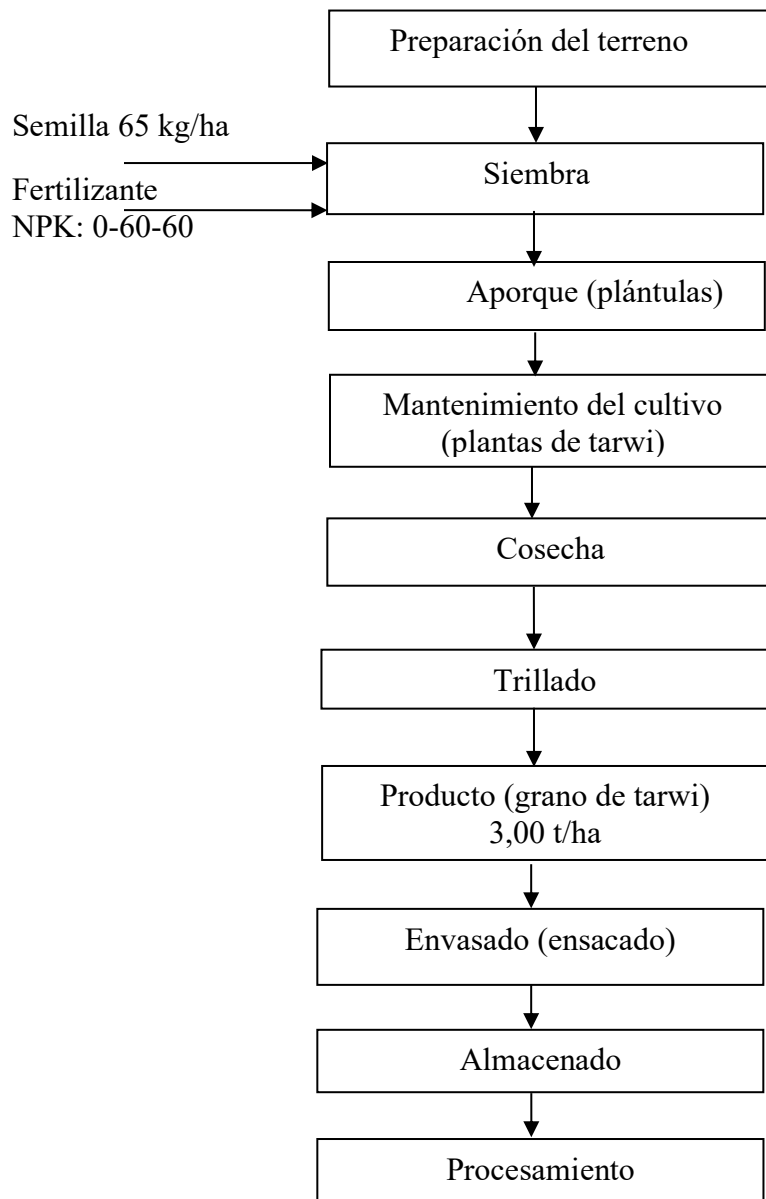 Preparación del terreno
Semilla 65 kg/ha
Siembra
Fertilizante
NPK: 0-60-60
Aporque (plántulas)
Mantenimiento del cultivo
(plantas de tarwi)
Cosecha
Trillado
Producto (grano de tarwi)
3,00 t/ha
Envasado (ensacado)
Almacenado
Procesamiento